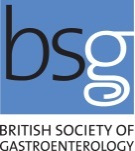 bsg
BRITISH SOCIETY OF
GASTROENTEROLOGY